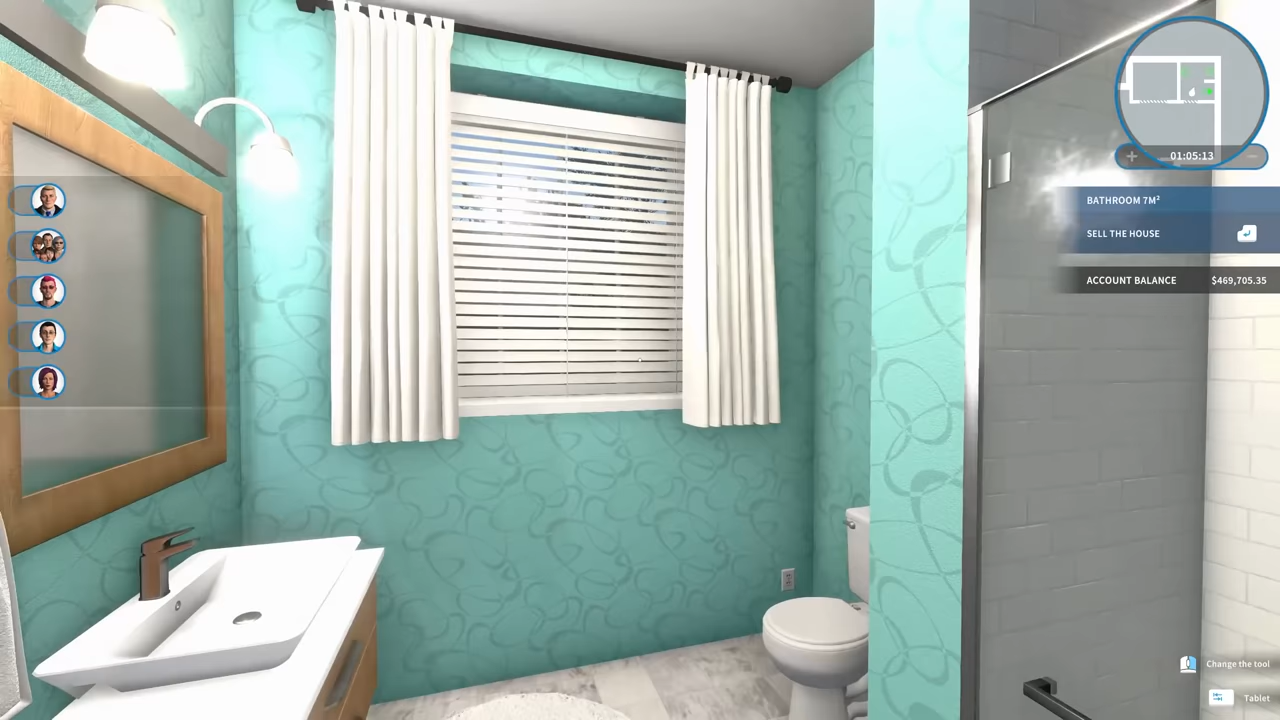 01:05:13
BATHROOM 7M²
SELL THE HOUSE
ACCOUNT BALANCE $469,705.35
Change the tool
Tablet